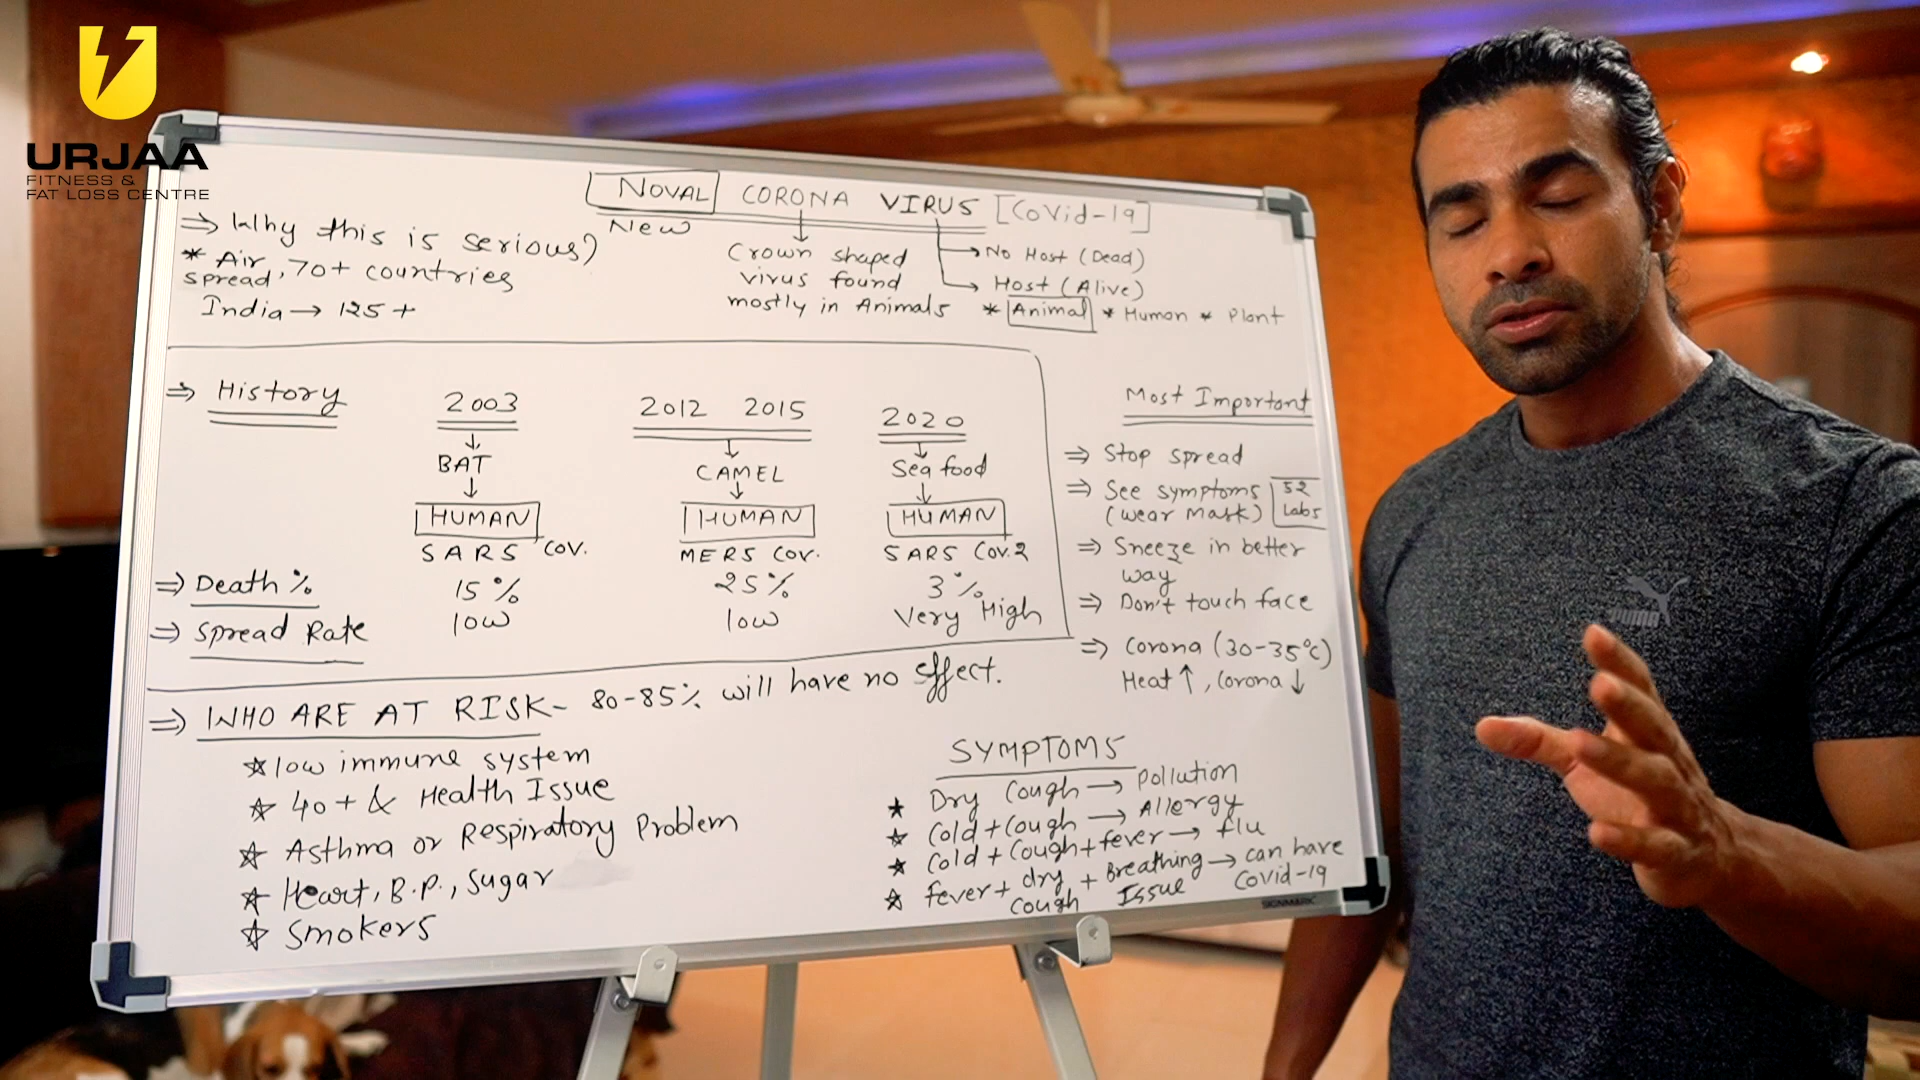 URJAA
FITNESS &
FAT LOSS CENTRE
NOVAL CORONA VIRUS [Covid-19]
New
⇒ Why this is serious?
* Air spread, 70+ countries
India → 125+
Crown shaped
virus found
mostly in Animals
→ No Host (Dead)
→ Host (Alive)
* Animal * Human * Plant
⇒ History
2003
↓
BAT
↓
HUMAN
SARS COV.
2012 2015
↓
CAMEL
↓
HUMAN
MERS COV.
2020
↓
Sea food
↓
HUMAN
SARS COV.2
⇒ Death % 15% 25% 3%
⇒ Spread Rate low low Very High
Most Important
⇒ Stop spread
⇒ See symptoms
(wear mask)
52
Labs
⇒ Sneeze in better
way
⇒ Don't touch face
⇒ Corona (30-35°C)
Heat ↑, Corona ↓
⇒ WHO ARE AT RISK - 80-85% will have no effect.
☆ low immune system
☆ 40+ & Health Issue
☆ Asthma or Respiratory Problem
☆ Heart, B.P., Sugar
☆ Smokers
SYMPTOMS
★ Dry Cough → pollution
☆ Cold + Cough → Allergy
☆ Cold + Cough + fever → flu
☆ fever + dry cough + Breathing Issue → can have Covid-19
SIGNMARK
PUMA